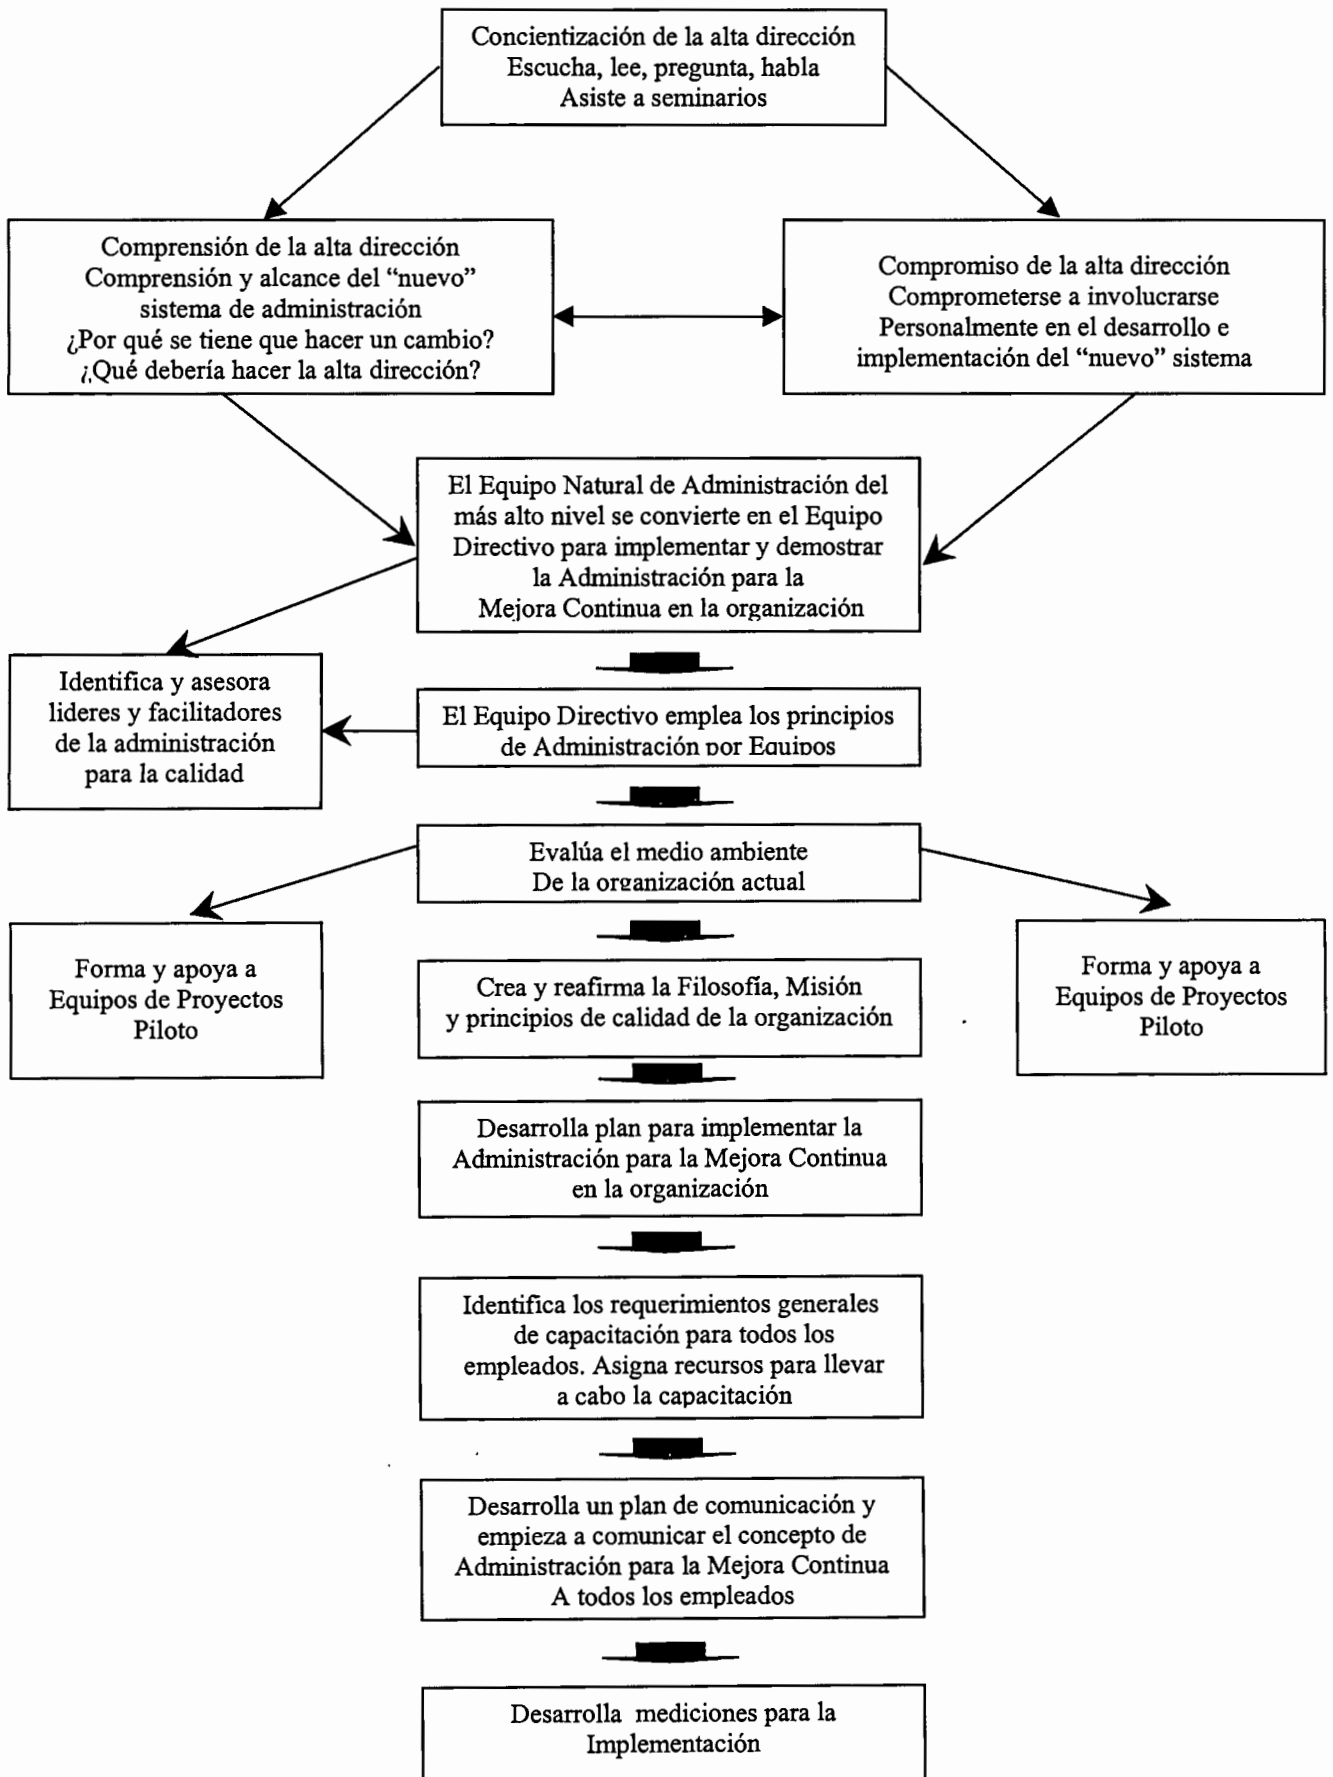 Concientización de la alta dirección
Escucha, lee, pregunta, habla
Asiste a seminarios
Comprensión de la alta dirección
Comprensión y alcance del “nuevo”
sistema de administración
¿Por qué se tiene que hacer un cambio?
¿Qué debería hacer la alta dirección?
Compromiso de la alta dirección
Comprometerse a involucrarse
Personalmente en el desarrollo e
implementación del “nuevo” sistema
El Equipo Natural de Administración del
más alto nivel se convierte en el Equipo
Directivo para implementar y demostrar
la Administración para la
Mejora Continua en la organización
Identifica y asesora
lideres y facilitadores
de la administración
para la calidad
El Equipo Directivo emplea los principios
de Administración por Equipos
Evalúa el medio ambiente
De la organización actual
Forma y apoya a
Equipos de Proyectos
Piloto
Crea y reafirma la Filosofía, Misión
y principios de calidad de la organización
Forma y apoya a
Equipos de Proyectos
Piloto
Desarrolla plan para implementar la
Administración para la Mejora Continua
en la organización
Identifica los requerimientos generales
de capacitación para todos los
empleados. Asigna recursos para llevar
a cabo la capacitación
Desarrolla un plan de comunicación y
empieza a comunicar el concepto de
Administración para la Mejora Continua
A todos los empleados
Desarrolla mediciones para la
Implementación